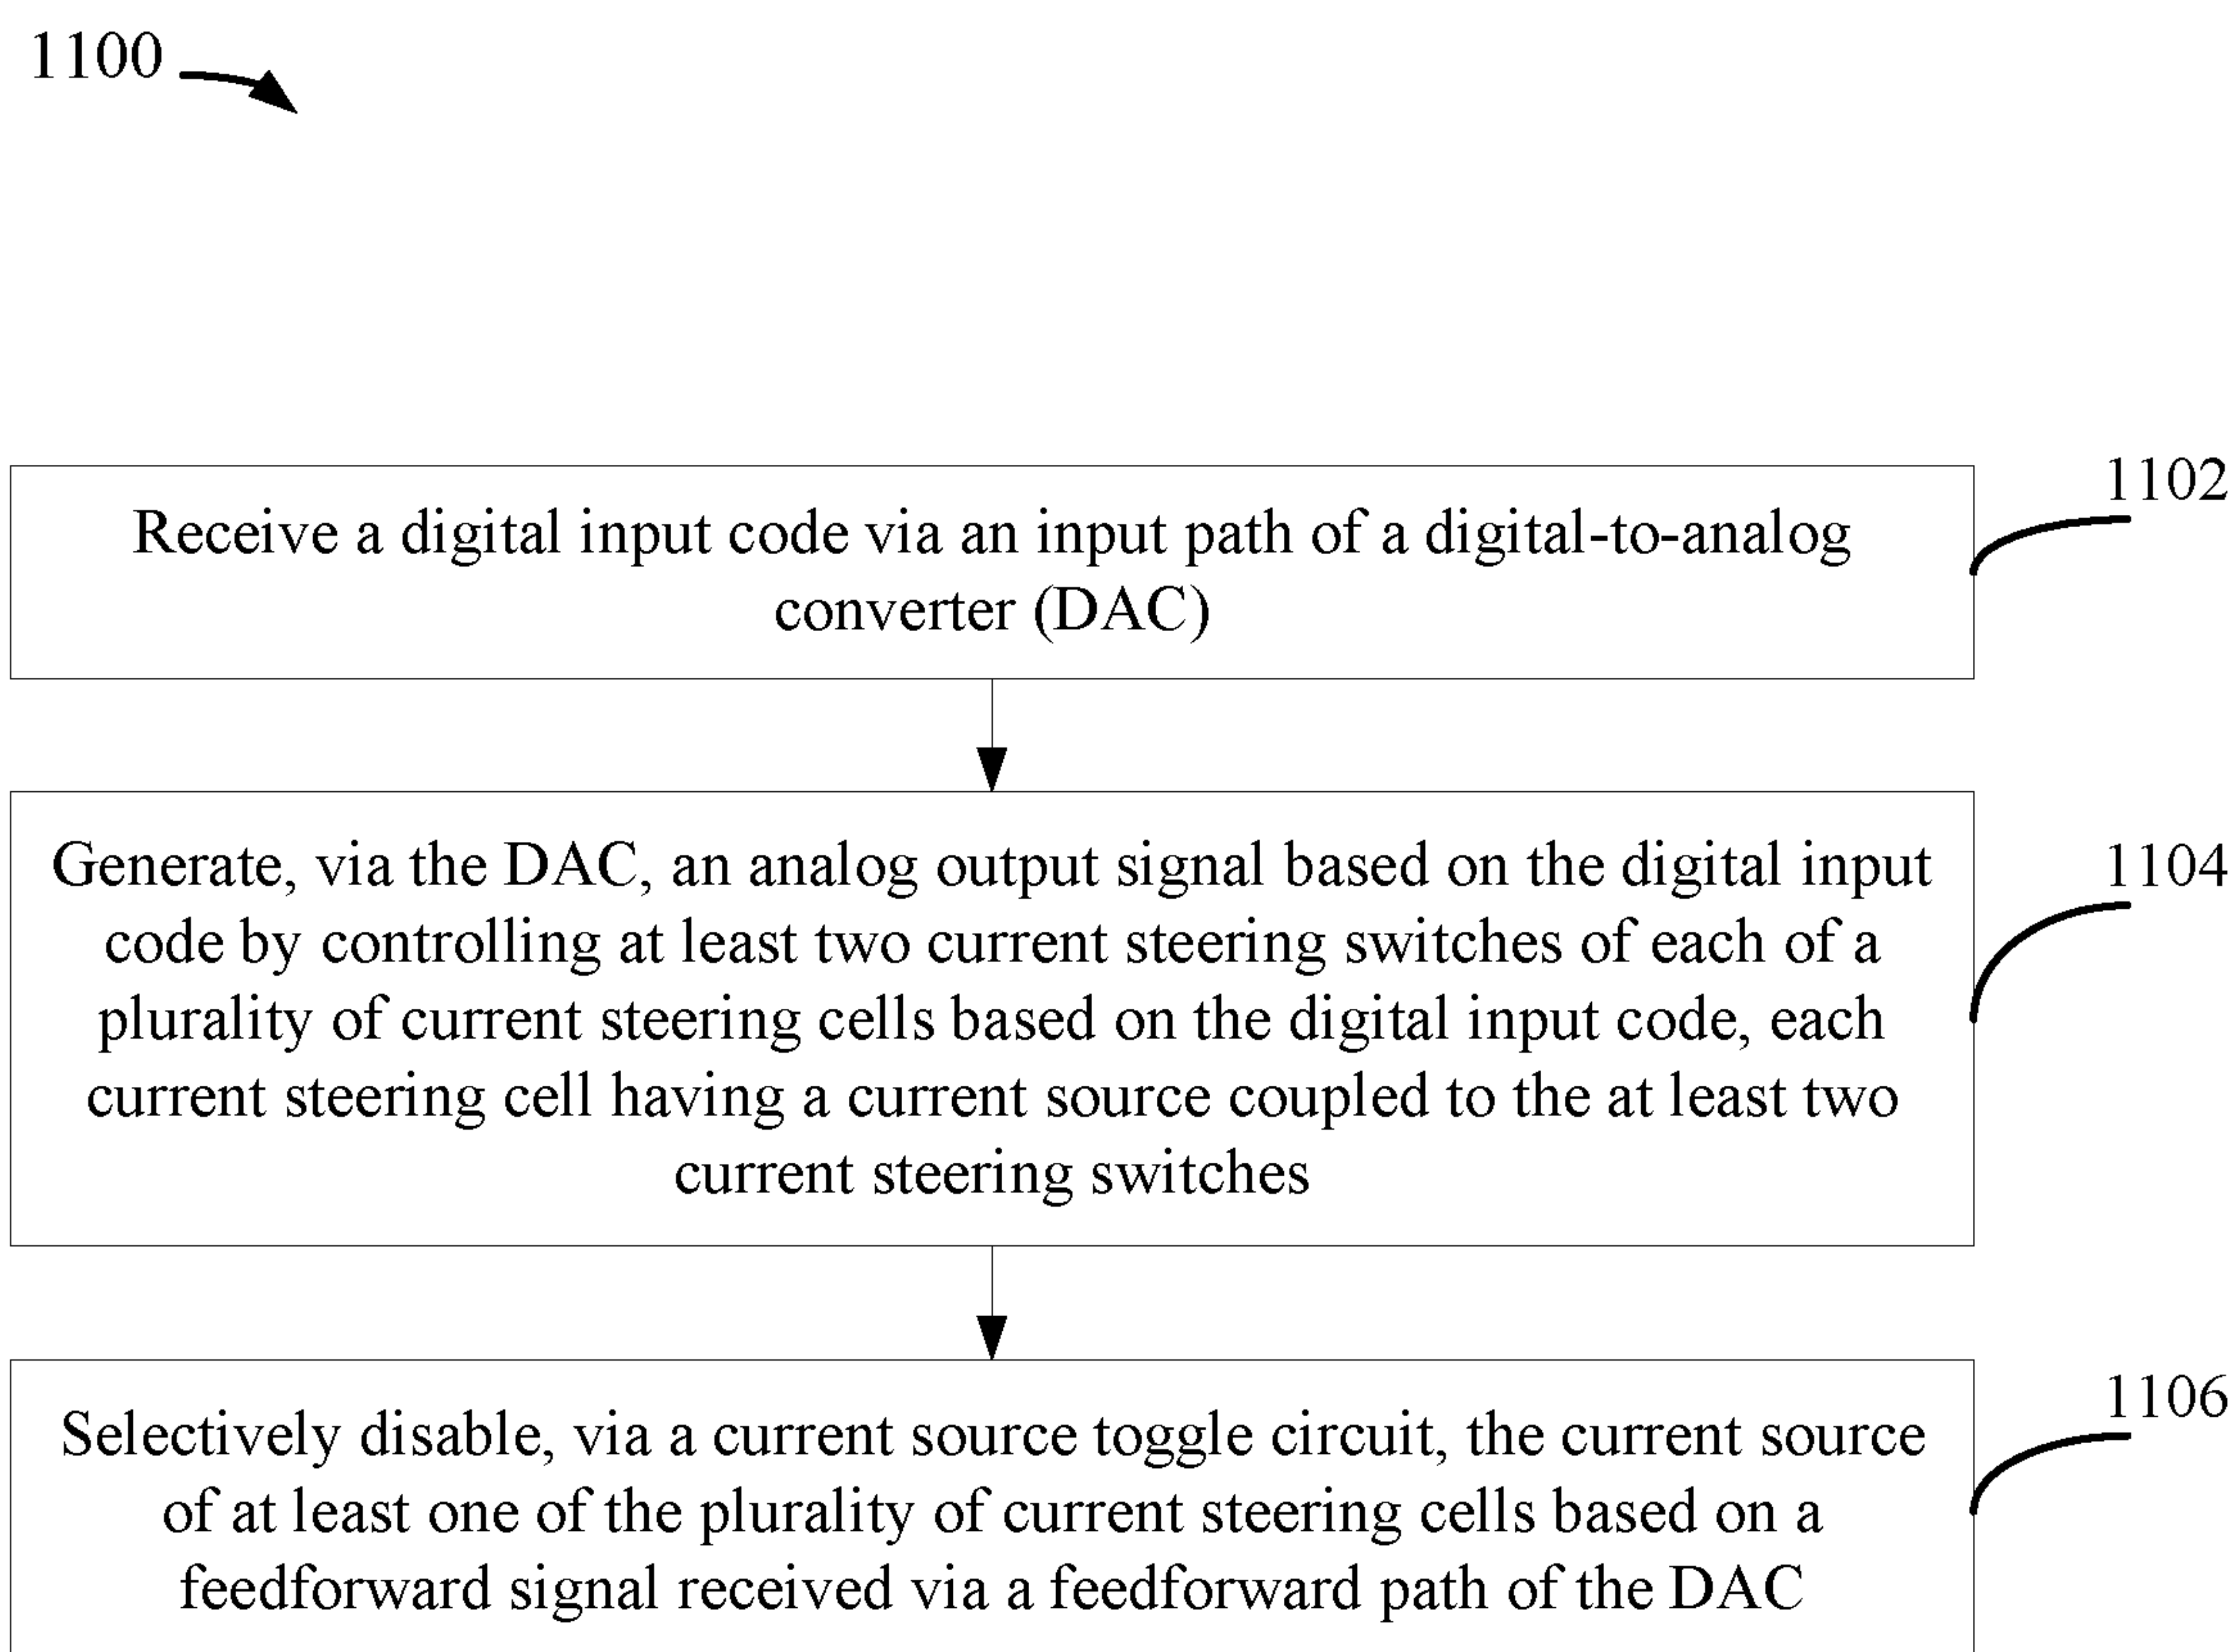 1100
1102
Receive a digital input code via an input path of a digital-to-analog
converter (DAC)
1104
Generate, via the DAC, an analog output signal based on the digital input
code by controlling at least two current steering switches of each of a
plurality of current steering cells based on the digital input code, each
current steering cell having a current source coupled to the at least two
current steering switches
1106
Selectively disable, via a current source toggle circuit, the current source
of at least one of the plurality of current steering cells based on a
feedforward signal received via a feedforward path of the DAC